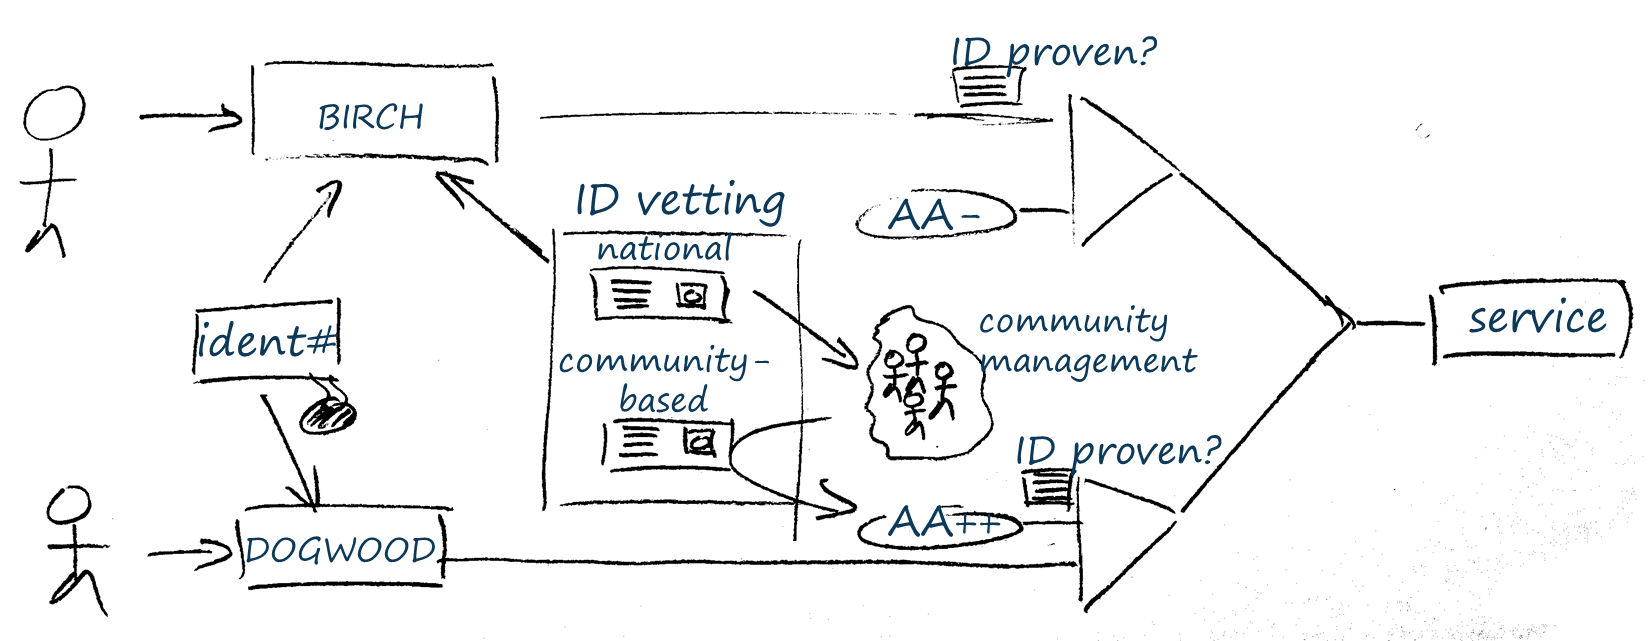 ID proven?
BIRCH
ID vetting
national
AA-
ident#
community-
based
community
management
service
ID proven?
AA++
DOGWOOD